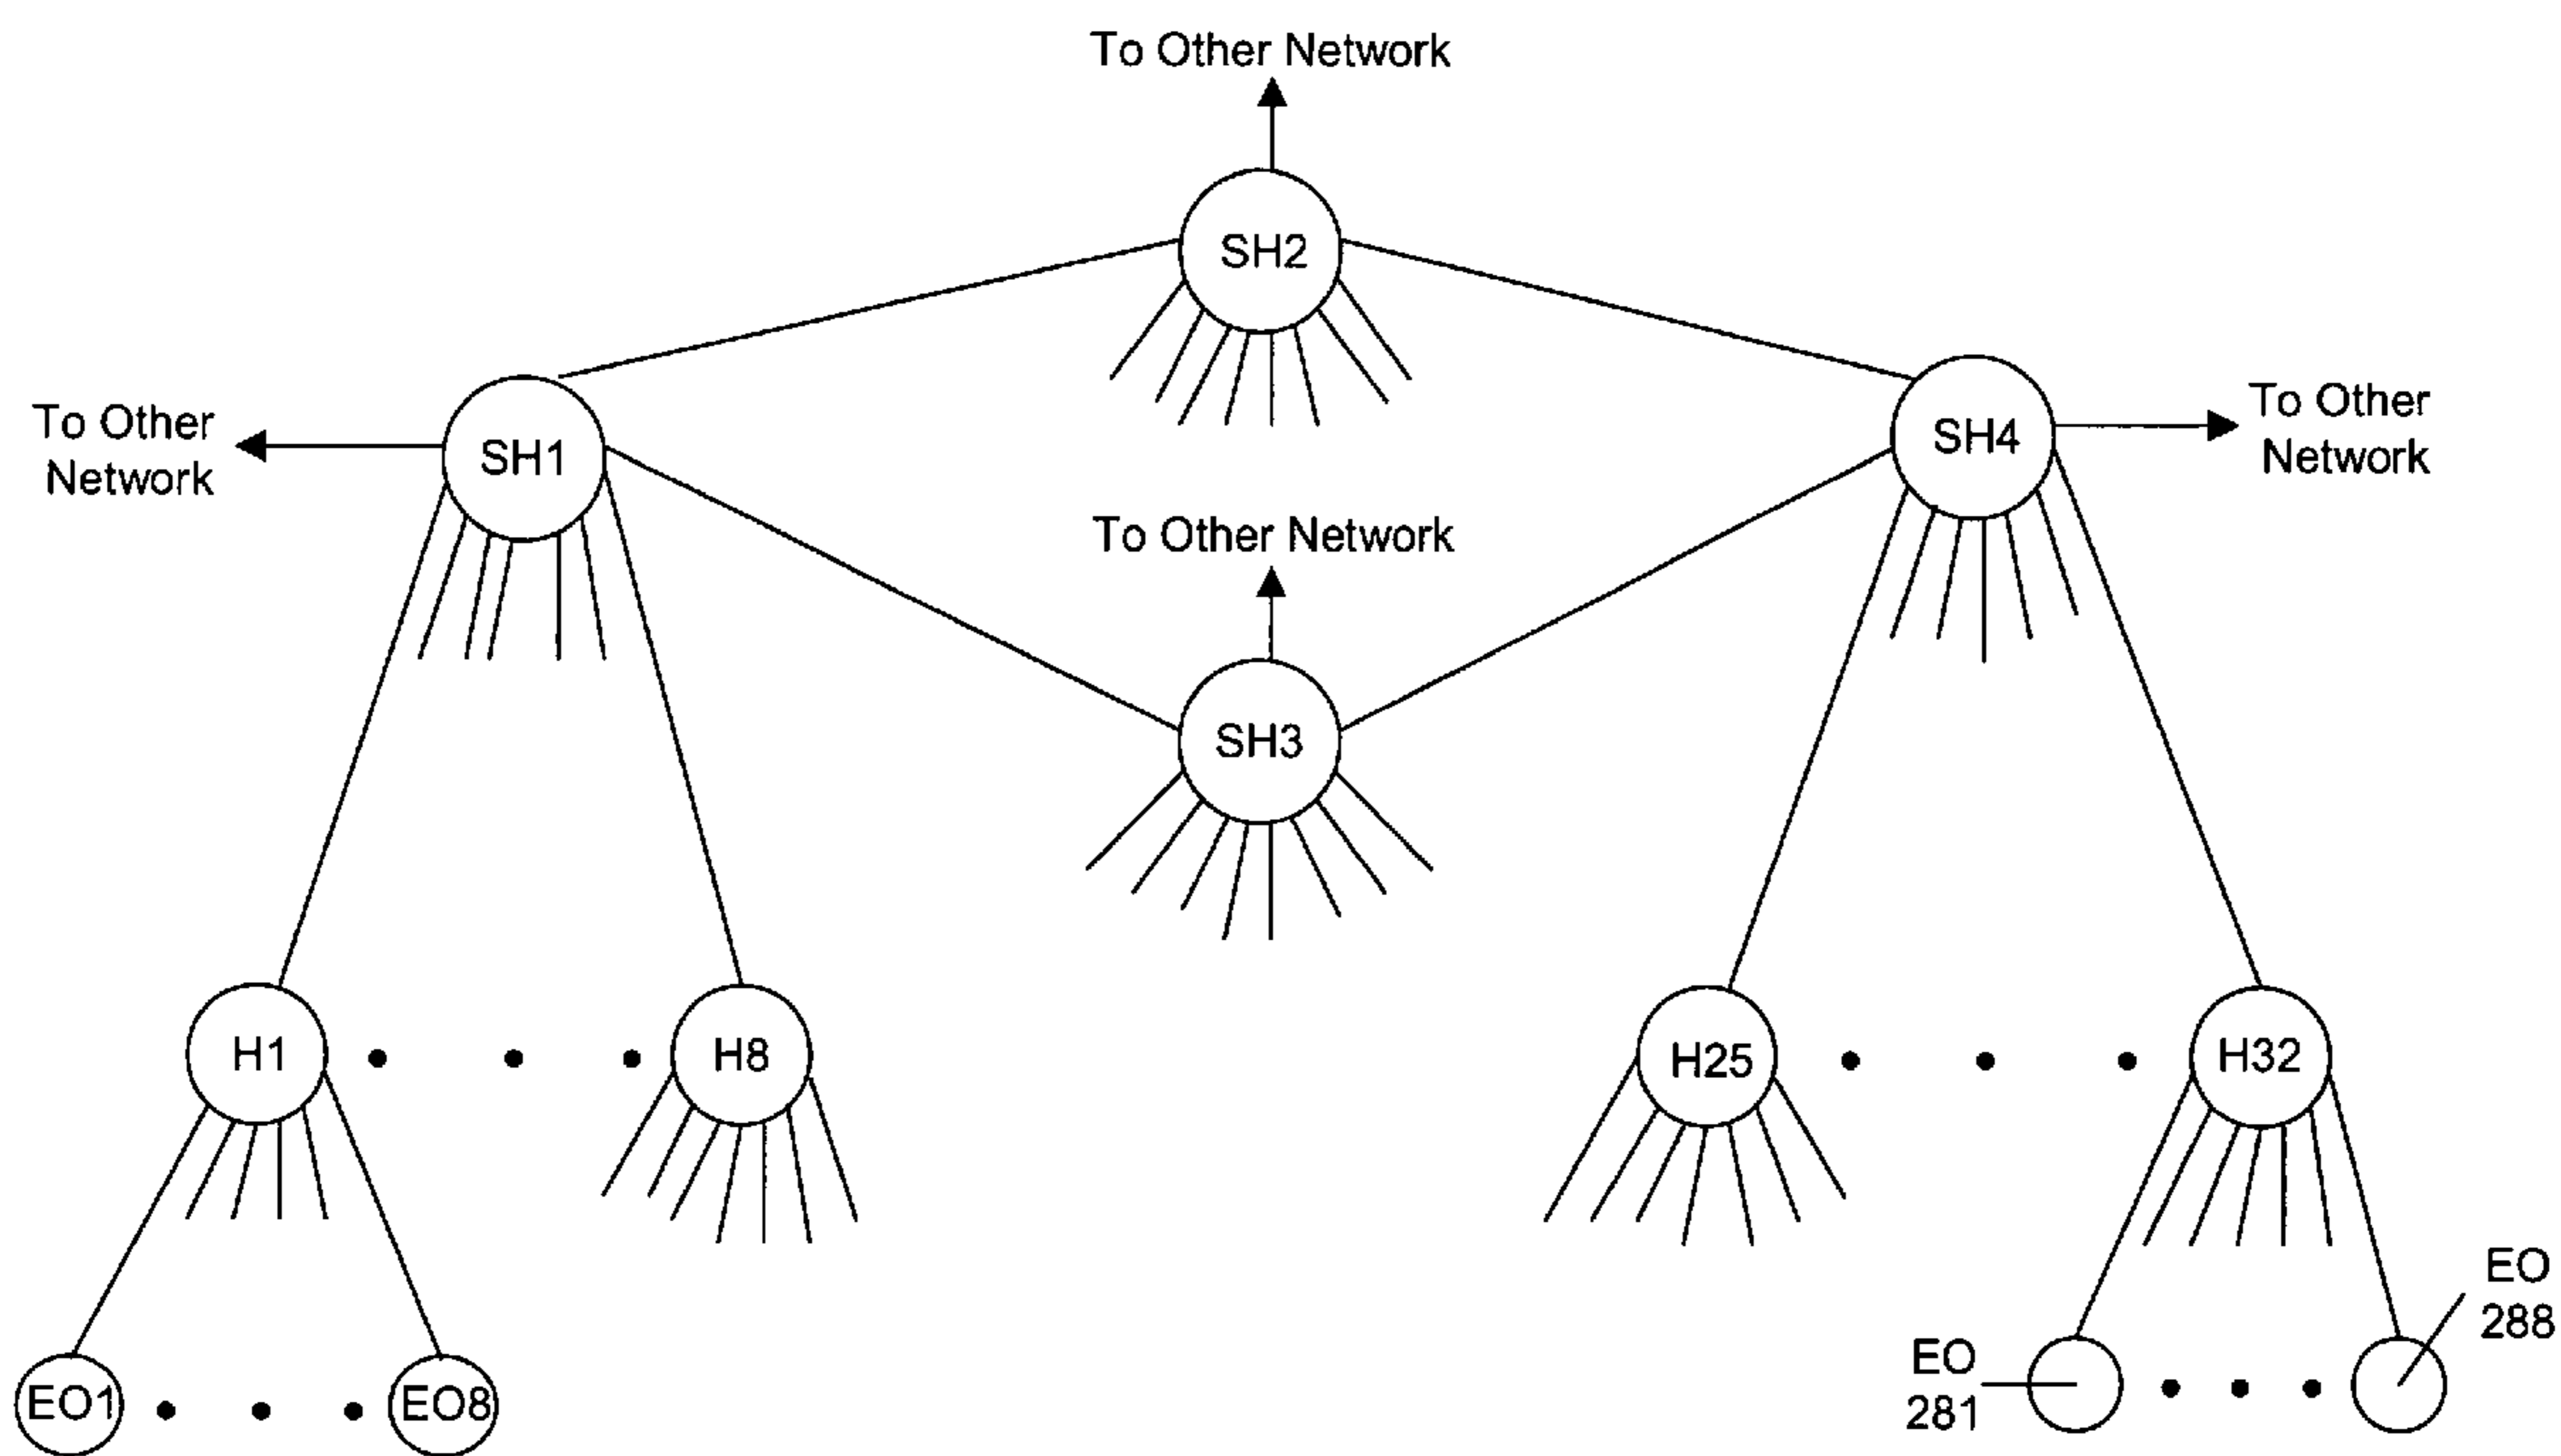 To Other Network
SH2
To Other
Network
SH1
SH4
To Other
Network
To Other Network
SH3
H1
H8
H25
H32
EO1
EO8
EO
281
EO
288